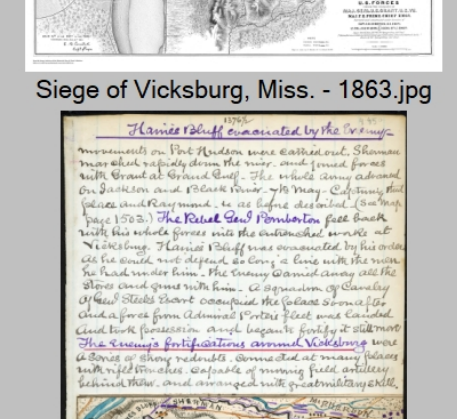 U.S. FORCES
Siege of Vicksburg, Miss. - 1863.jpg
1376½
Haines Bluff evacuated by the Enemy
movements on Port Hudson were carried out. Sherman
marched rapidly down the river. and joined forces
with Grant at Grand Gulf - The whole army advanced
on Jackson and Black River - 7th May - Capturing that
place and Raymond. as before described. (See Map
page 1503.) The Rebel Genl Pemberton fell back
with his whole forces into the entrenched works at
Vicksburg. Haines Bluff was evacuated by his order
as he could not defend so long a line with the men
he had under him. The Enemy carried away all the
Stores and guns with him. A squadron of Cavalry
of Genl Steeles Escort occupied the place soon after
and a force from Admiral Porters fleet was landed
And took possession and began to fortify it still more
The Enemy's fortifications around Vicksburg were
a series of strong redoubts. connected at many places
with rifle trenches. capable of moving field artillery
behind them. and arranged with great military skill.
SHERMAN